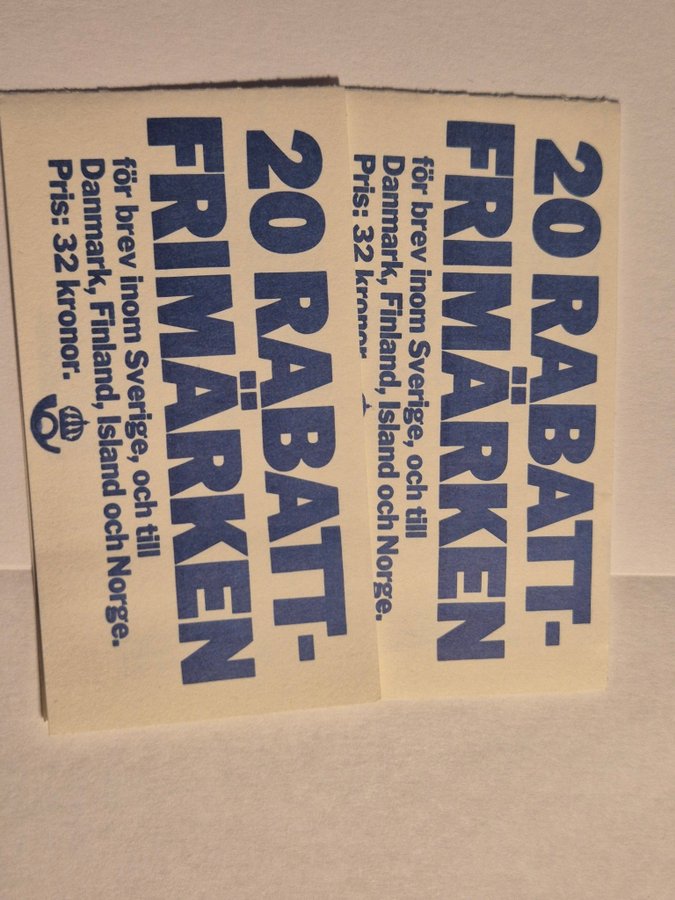 20 RABATT-
FRIMÄRKEN
för brev inom Sverige, och till
Danmark, Finland, Island och Norge.
Pris: 32 kronor.
20 RABATT-
FRIMÄRKEN
för brev inom Sverige, och till
Danmark, Finland, Island och Norge.
Pris: 32 kronor.